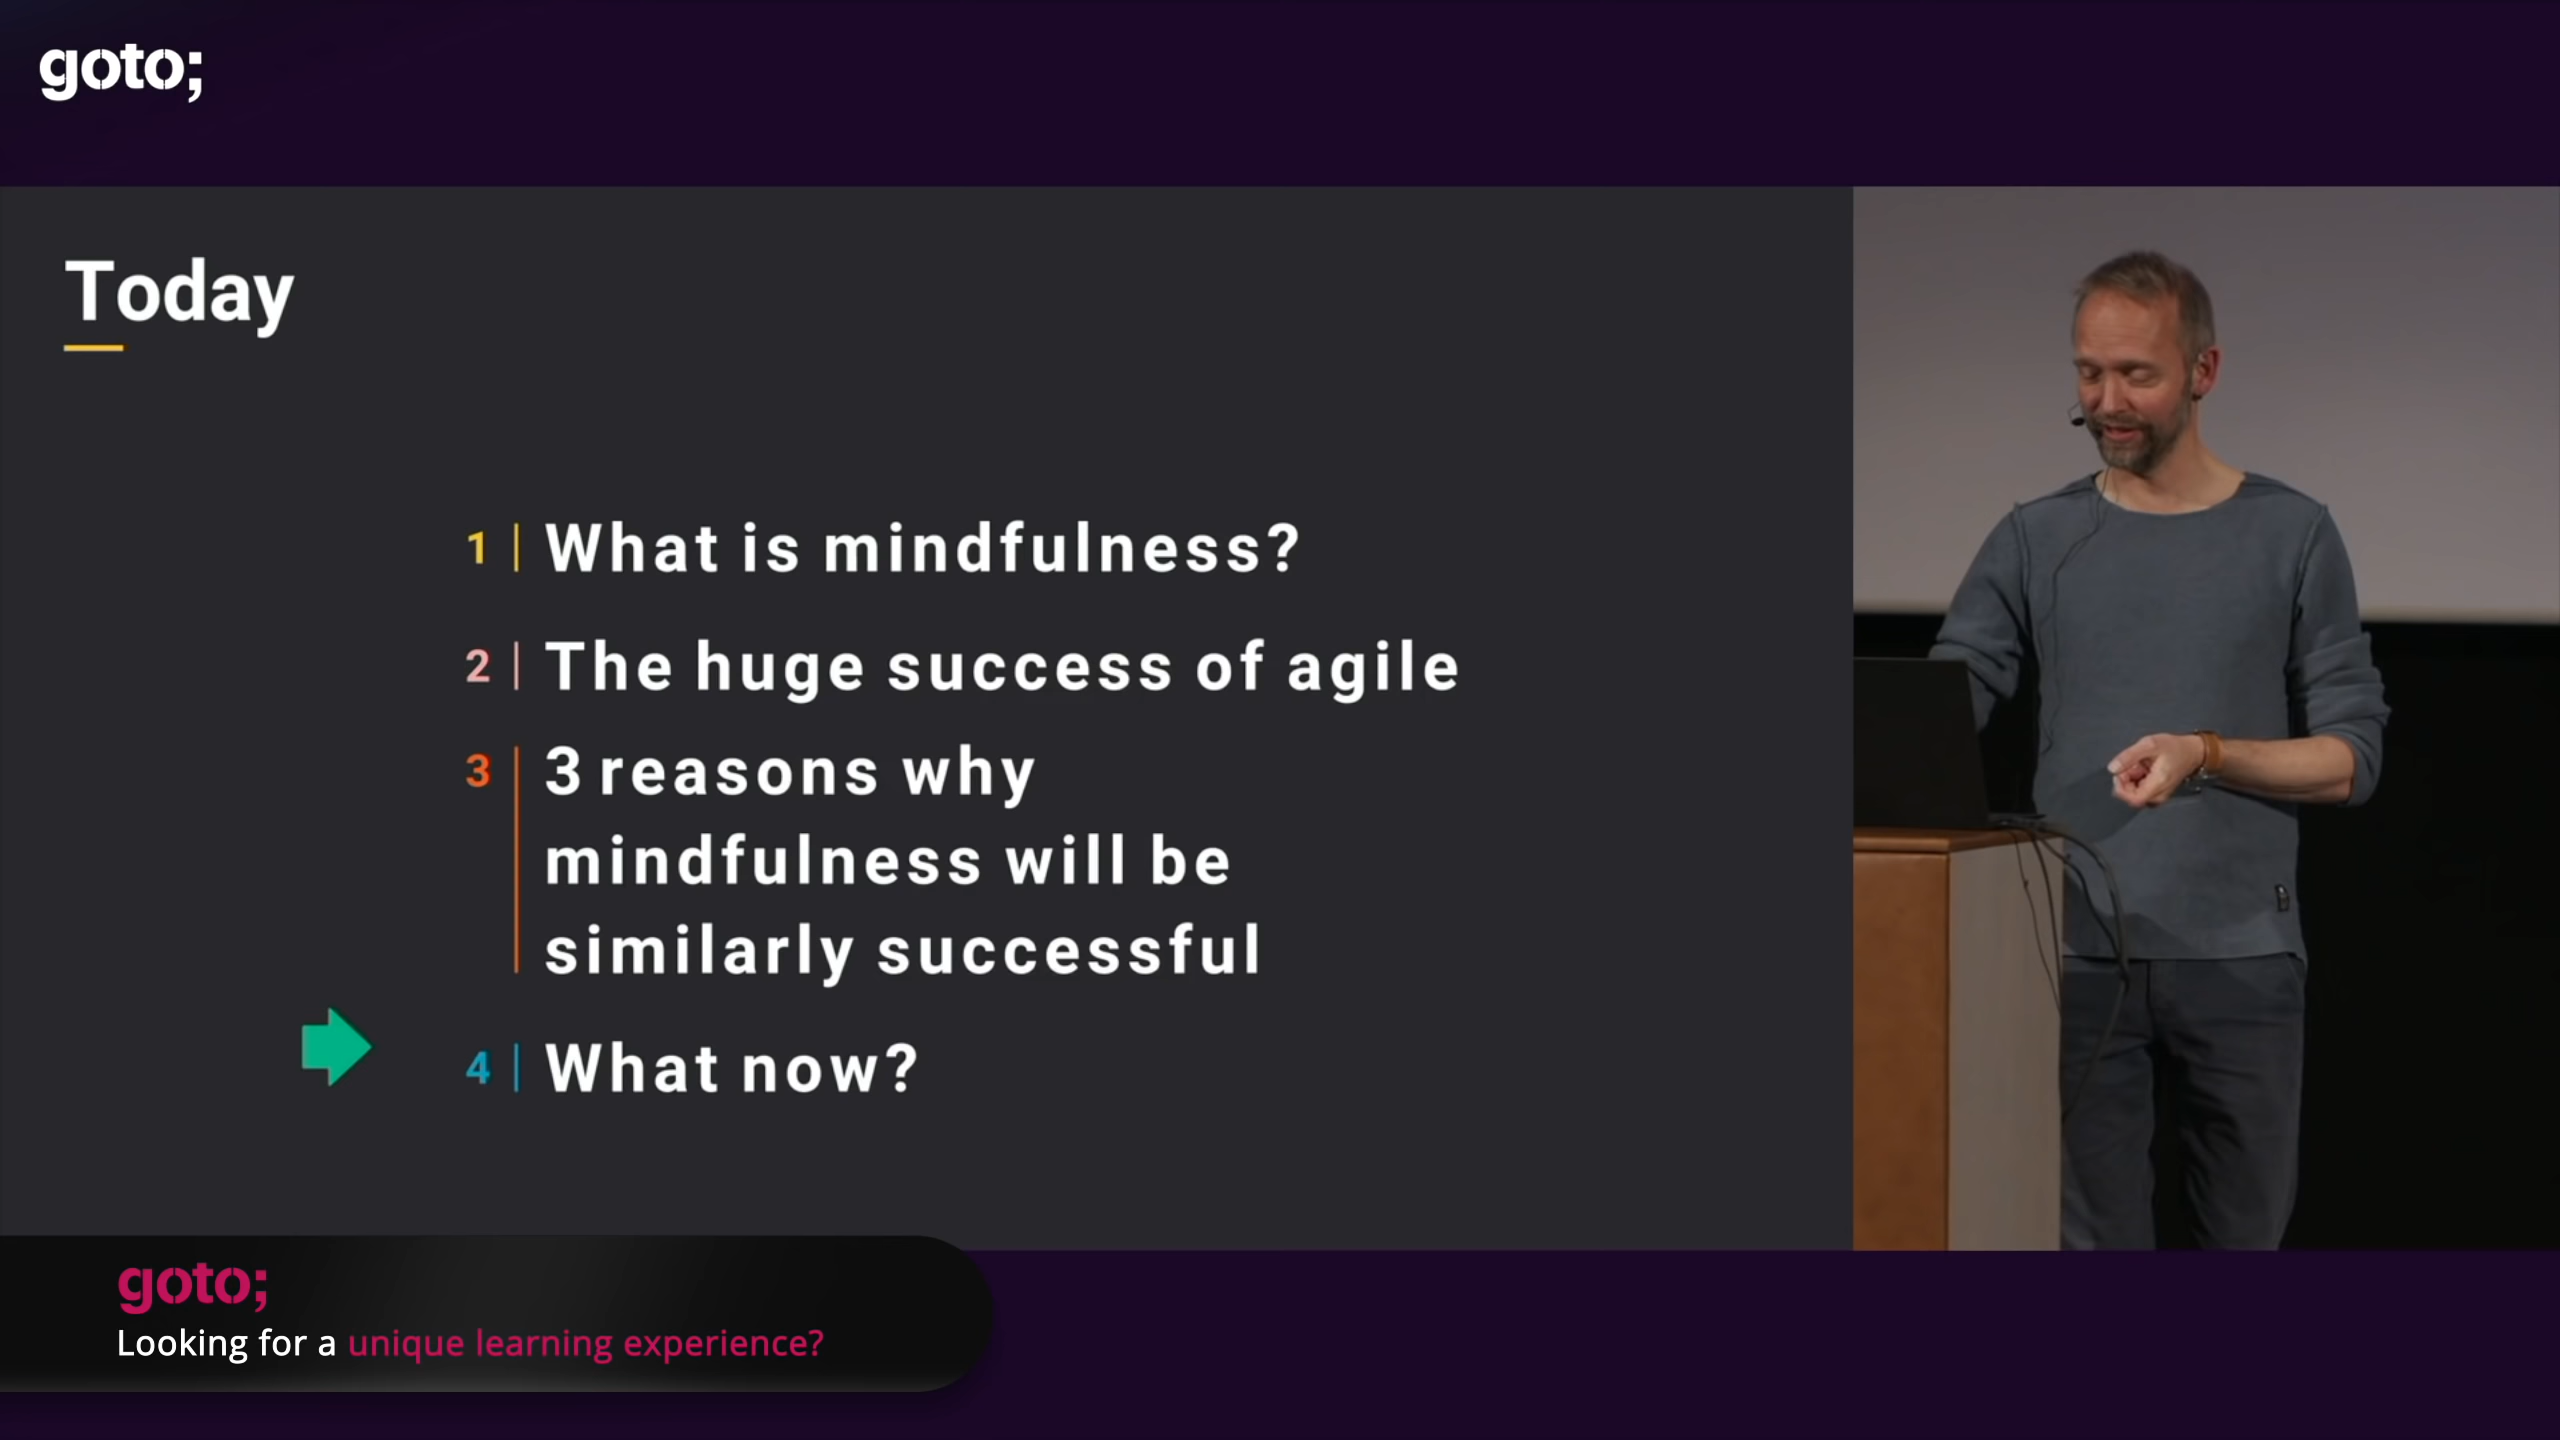 goto;
Today
1 What is mindfulness?
2 The huge success of agile
3 3 reasons why
mindfulness will be
similarly successful
4 What now?
goto;
Looking for a unique learning experience?